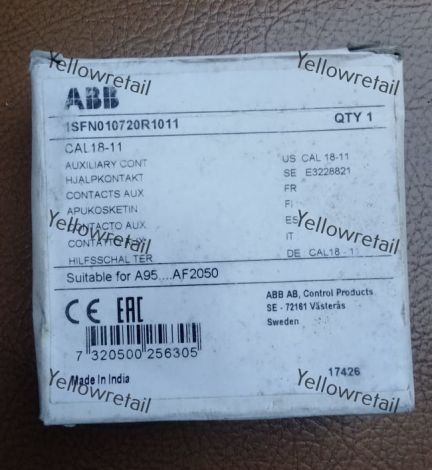 Yellowretail
Yellowretail
ABB
1SFN010720R1011 QTY 1
CAL18-11
AUXILIARY CONT US CAL 18-11
HJALPKONTAKT SE E3228821
CONTACTS AUX FR
APUKOSKETIN FI
Yellowretail
Yellowretail
CONTACTO AUX ES
IT
HILFSSCHALTER DE CAL18 - 11
Suitable for A95....AF2050
CE EAC
ABB AB, Control Products
SE - 72161 Västerås
Sweden
7 320500 256305
Made in India
17426
Yellowretail
Yellowretail